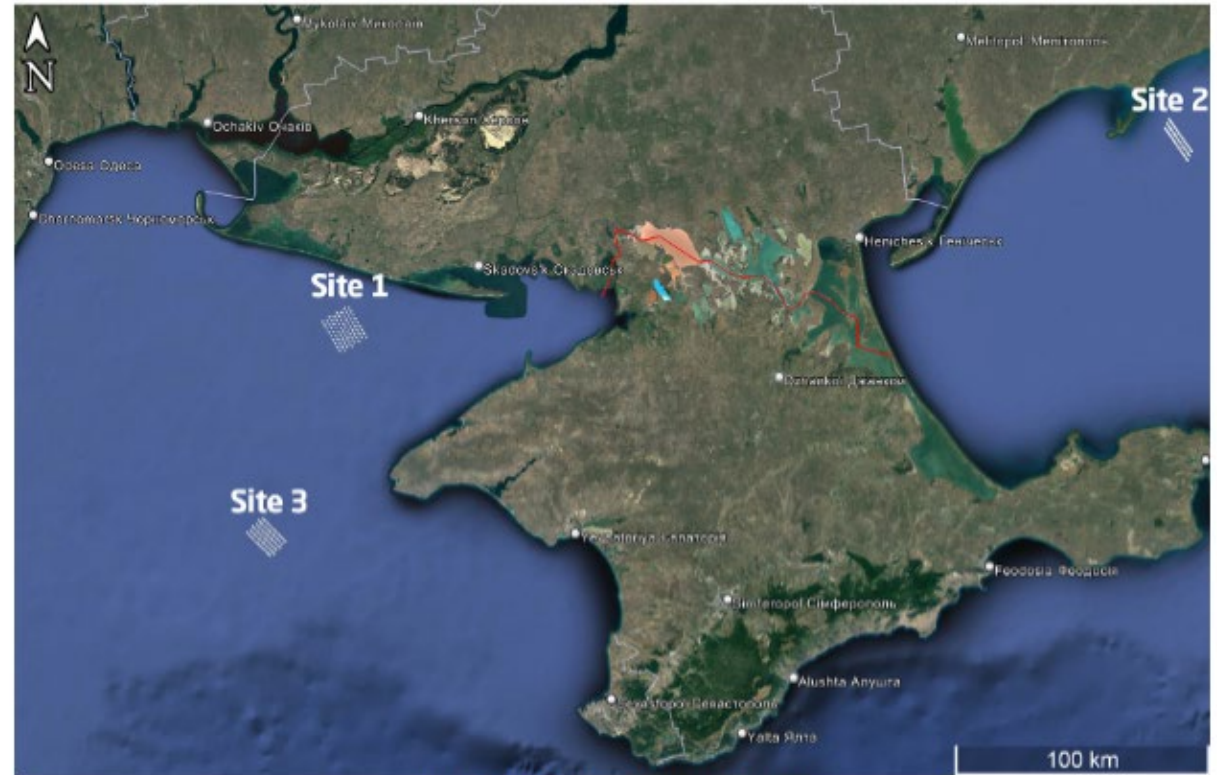 N
Mykolaiv Миколаїв
Melitopol Мелітополь
Site 2
Kherson Херсон
Ochakiv Очаків
Odesa Одеса
Chornomorsk Чорноморськ
Henichesk Генічеськ
Skadovs'k Скадовськ
Site 1
Dzhankoi Джанкой
Site 3
Yevpatoriya Євпаторія
Feodosia Феодосія
Simferopol Сімферополь
Alushta Алушта
Sevastopol Севастополь
Yalta Ялта
100 km